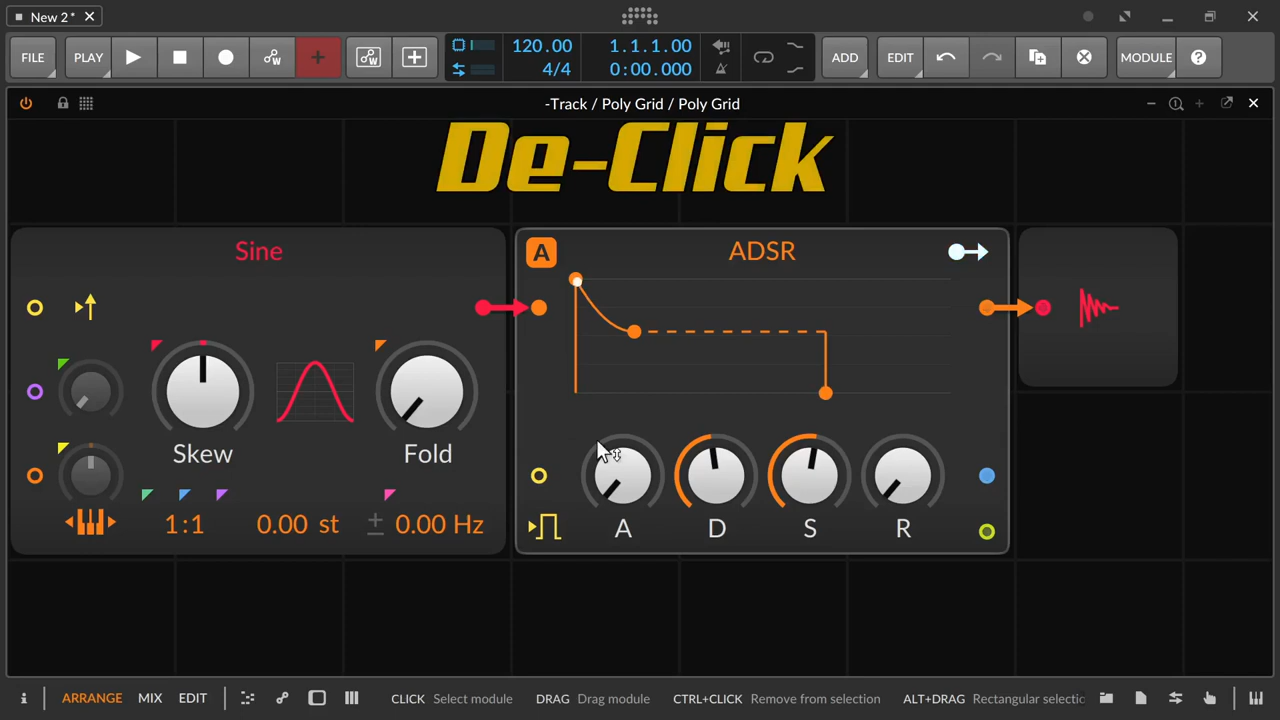 New 2*
FILE
PLAY
120.00
4/4
1.1.1.00
0:00.000
ADD
EDIT
MODULE
-Track / Poly Grid / Poly Grid
De-Click
Sine
Skew
Fold
1:1
0.00 st
± 0.00 Hz
A
ADSR
A
D
S
R
ARRANGE
MIX
EDIT
CLICK Select module
DRAG Drag module
CTRL+CLICK Remove from selection
ALT+DRAG Rectangular selectic